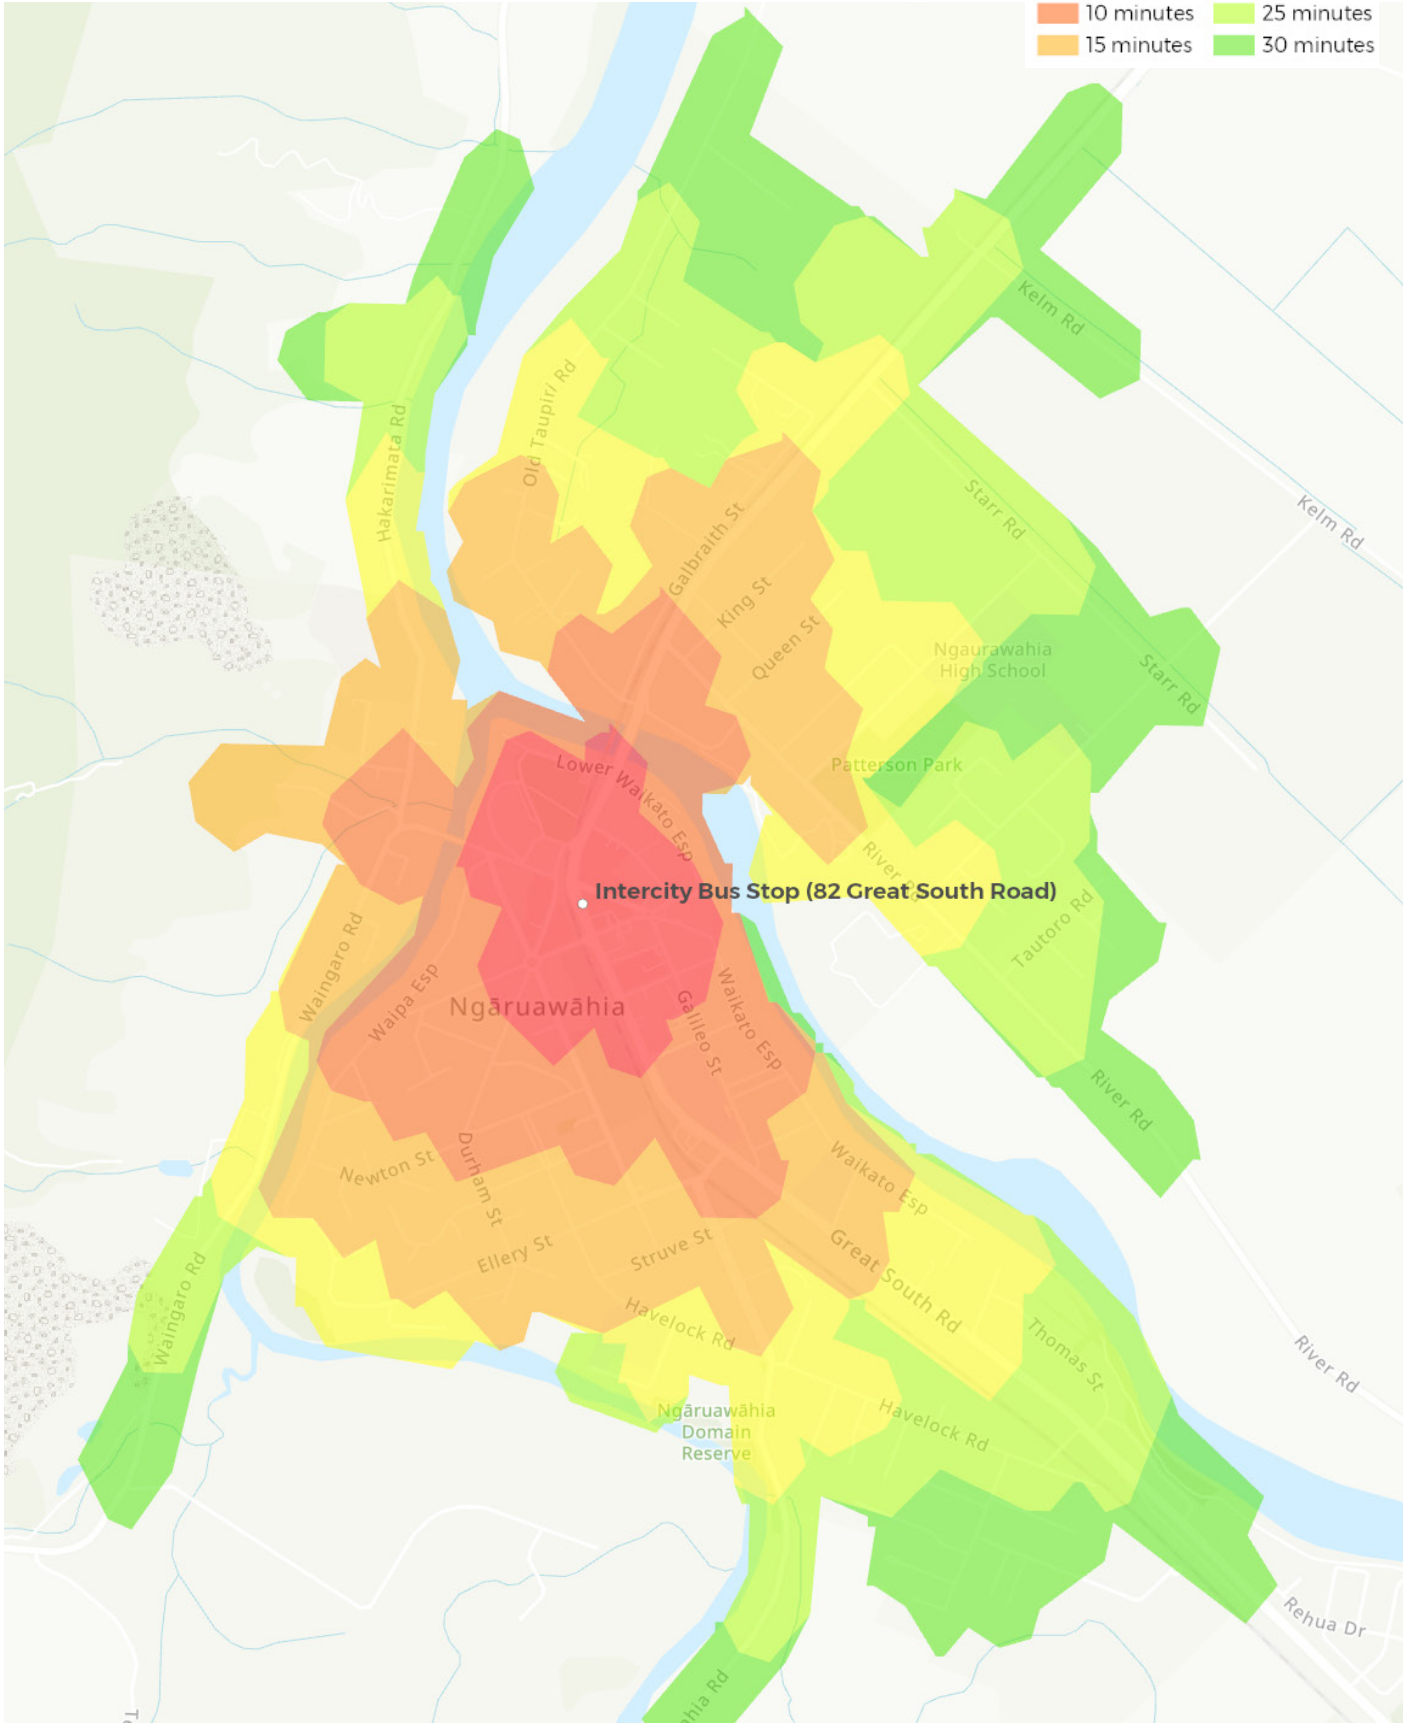 10 minutes
25 minutes
15 minutes
30 minutes
Kelm Rd
Old Taupiri Rd
Hakarimata Rd
Starr Rd
Kelm Rd
Galbraith St
King St
Queen St
Ngaurawahia
High School
Starr Rd
Patterson Park
Lower Waikato Esp
River Rd
Intercity Bus Stop (82 Great South Road)
Tautoro Rd
Waingaro Rd
Waipa Esp
Ngāruawāhia
Galileo St
Waikato Esp
River Rd
Newton St
Durham St
Waikato Esp
Ellery St
Struve St
Great South Rd
Waingaro Rd
Havelock Rd
Thomas St
River Rd
Ngāruawāhia
Domain
Reserve
Havelock Rd
Rehua Dr
hia Rd